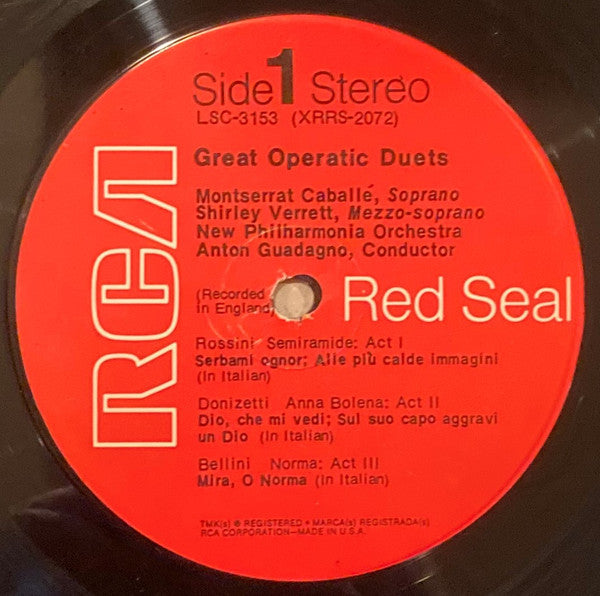 Side 1 Stereo
LSC-3153 (XRRS-2072)
Great Operatic Duets
Montserrat Caballé, Soprano
Shirley Verrett, Mezzo-soprano
New Philharmonia Orchestra
Anton Guadagno, Conductor
RCA
(Recorded
in England)
Red Seal
Rossini Semiramide: Act I
Serbami ognor; Alle più calde immagini
(in Italian)
Donizetti Anna Bolena: Act II
Dio, che mi vedi; Sul suo capo aggravi
un Dio (in Italian)
Bellini Norma: Act III
Mira, O Norma (in Italian)
TMK(s) ® REGISTERED • MARCA(s) REGISTRADA(s)
RCA CORPORATION—MADE IN U.S.A.